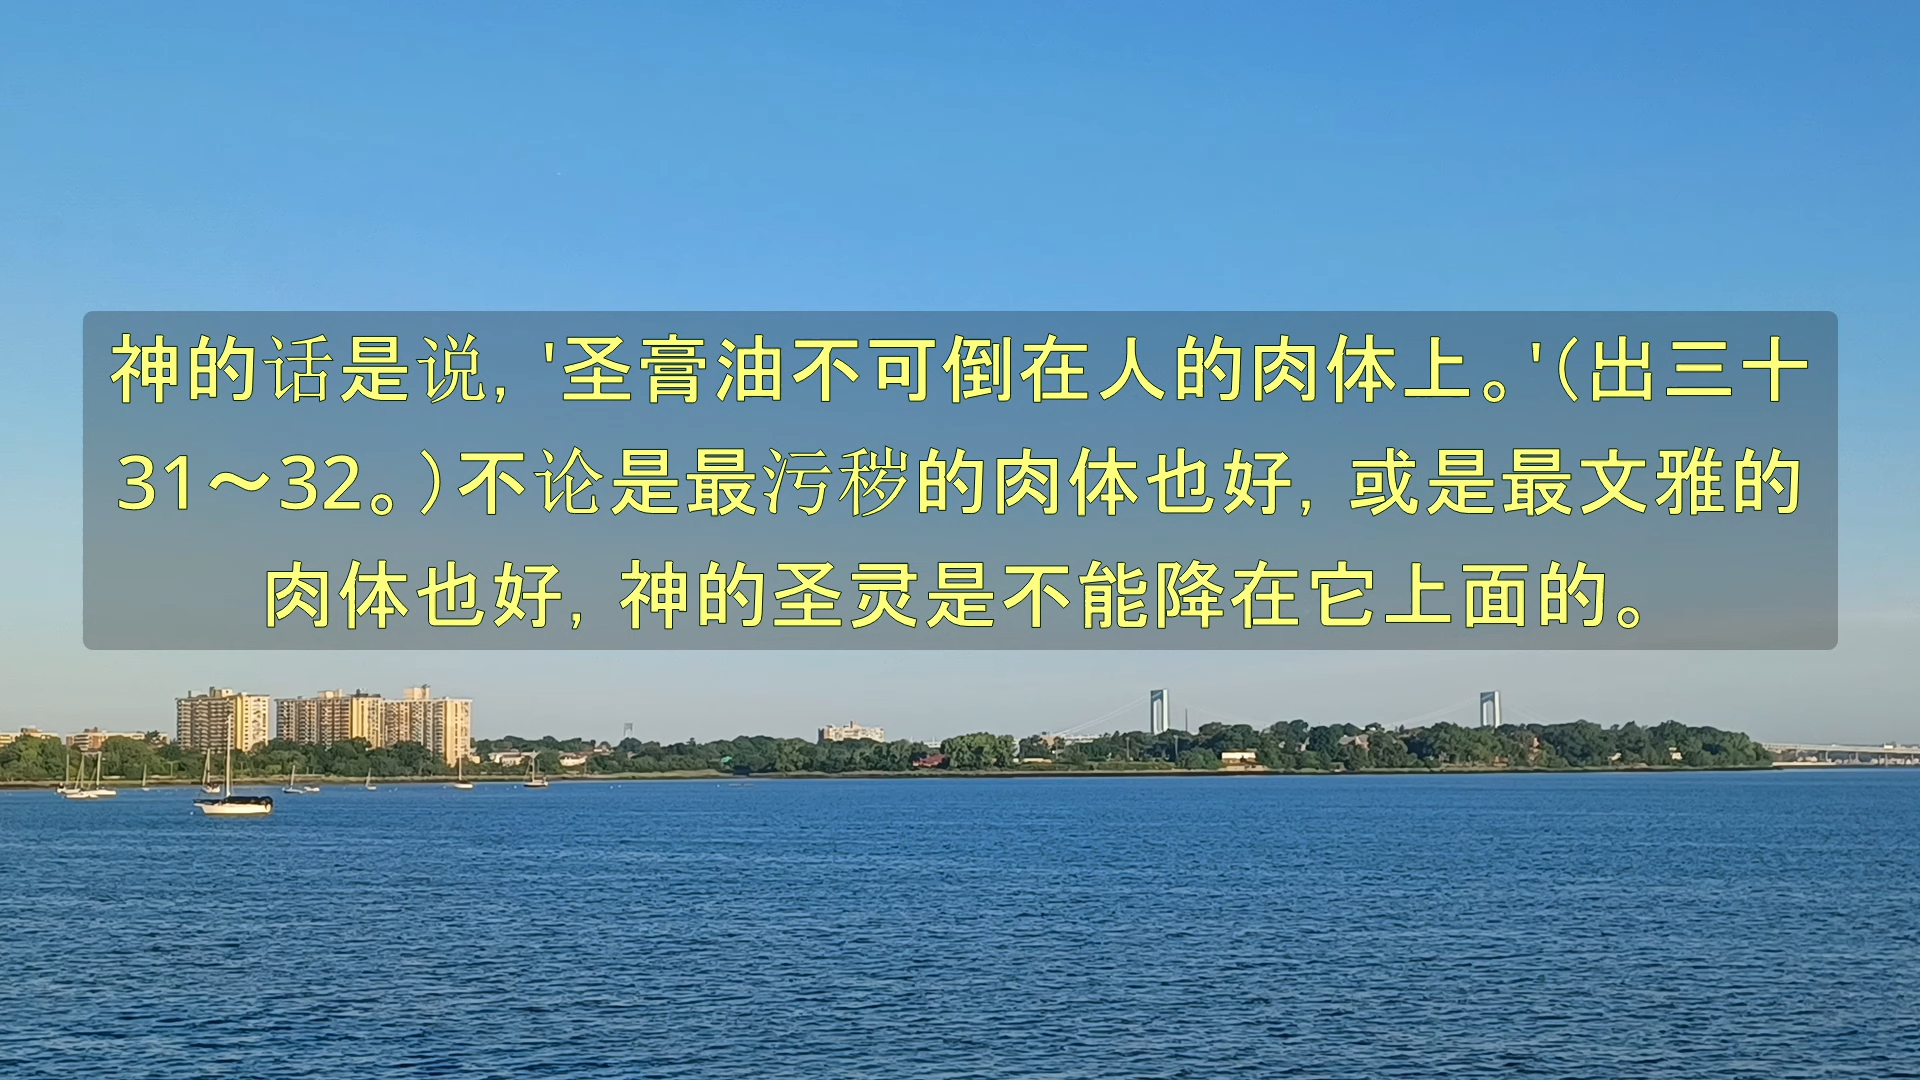 神的话是说, '圣膏油不可倒在人的肉体上。'(出三十
31～32。)不论是最污秽的肉体也好, 或是最文雅的
肉体也好, 神的圣灵是不能降在它上面的。